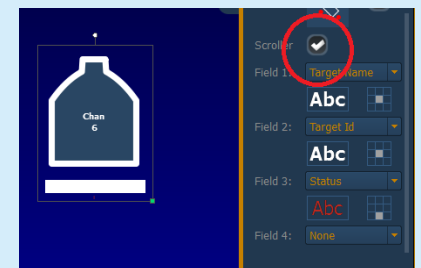 Scroller
Field 1: Target Name
Abc
Chan
6
Field 2: Target Id
Abc
Field 3: Status
Abc
Field 4: None